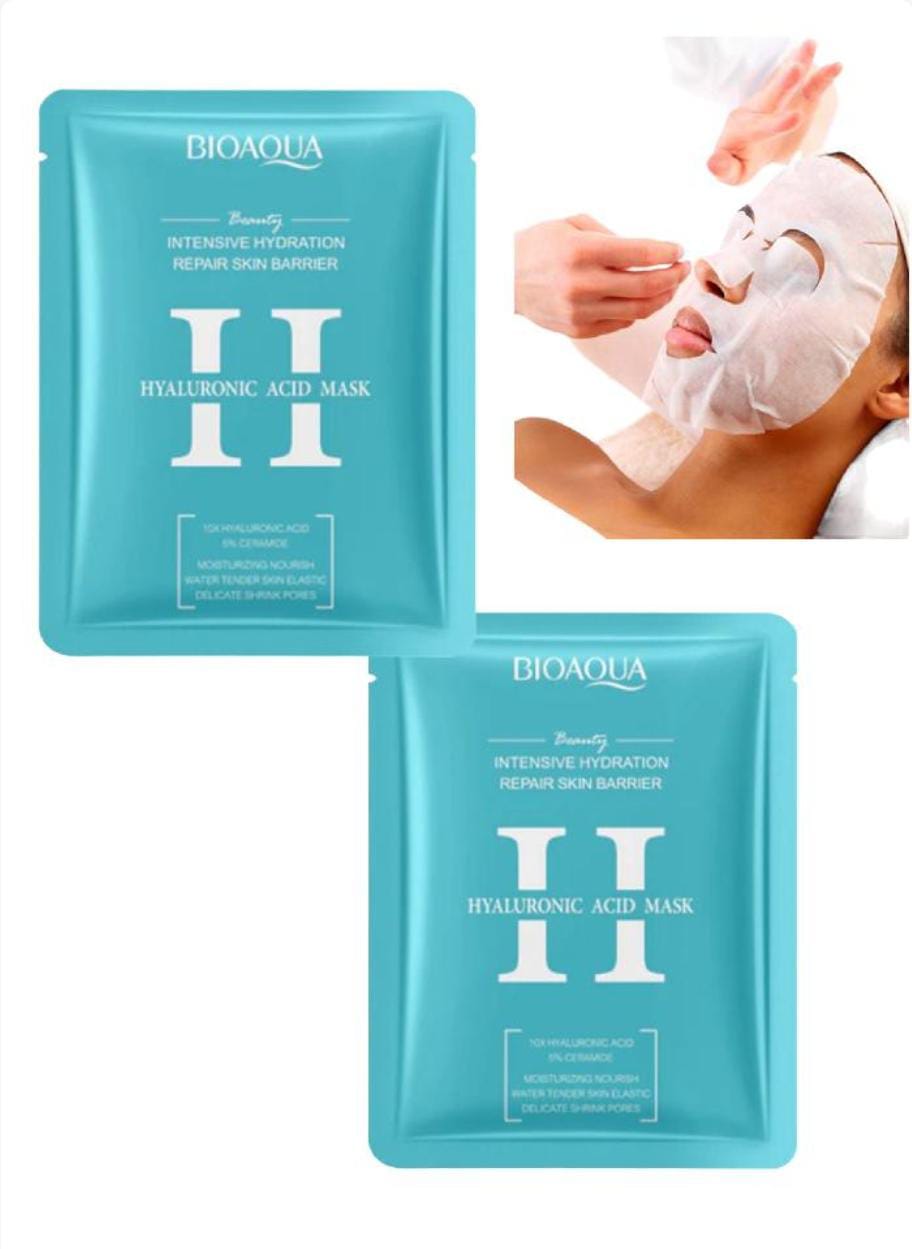 BIOAQUA
Beauty
INTENSIVE HYDRATION
REPAIR SKIN BARRIER
H
HYALURONIC ACID MASK
10X HYALURONIC ACID
5% CERAMIDE
MOISTURIZING NOURISH
WATER TENDER SKIN ELASTIC
DELICATE SHRINK PORES
BIOAQUA
Beauty
INTENSIVE HYDRATION
REPAIR SKIN BARRIER
H
HYALURONIC ACID MASK
10X HYALURONIC ACID
5% CERAMIDE
MOISTURIZING NOURISH
WATER TENDER SKIN ELASTIC
DELICATE SHRINK PORES